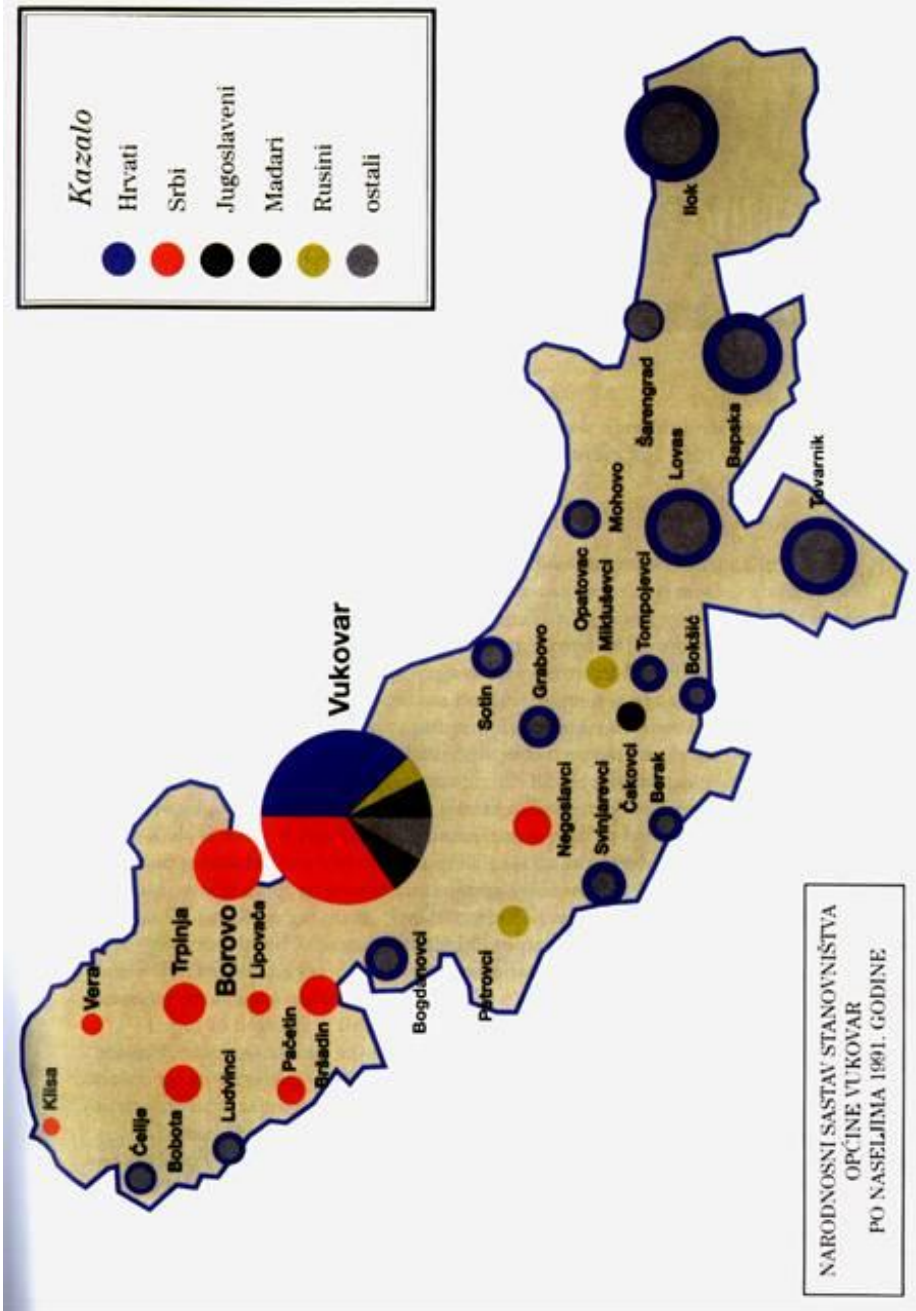 Kazalo
Hrvati
Srbi
Jugoslaveni
Mađari
Rusini
ostali
Klisa
Vera
Čelije
Bobota
Trpinja
Ludvinci
Borovo
Lipovača
Pačetin
Bršadin
Vukovar
Bogdanovci
Petrovci
Sotin
Grabovo
Negoslavci
Svinjarevci
Opatovac
Mohovo
Mikluševci
Čakovci
Tompojevci
Berak
Bokšić
Šarengrad
Lovas
Ilok
Bapska
Tovarnik
NARODNOSNI SASTAV STANOVNIŠTVA
OPĆINE VUKOVAR
PO NASELJIMA 1991. GODINE